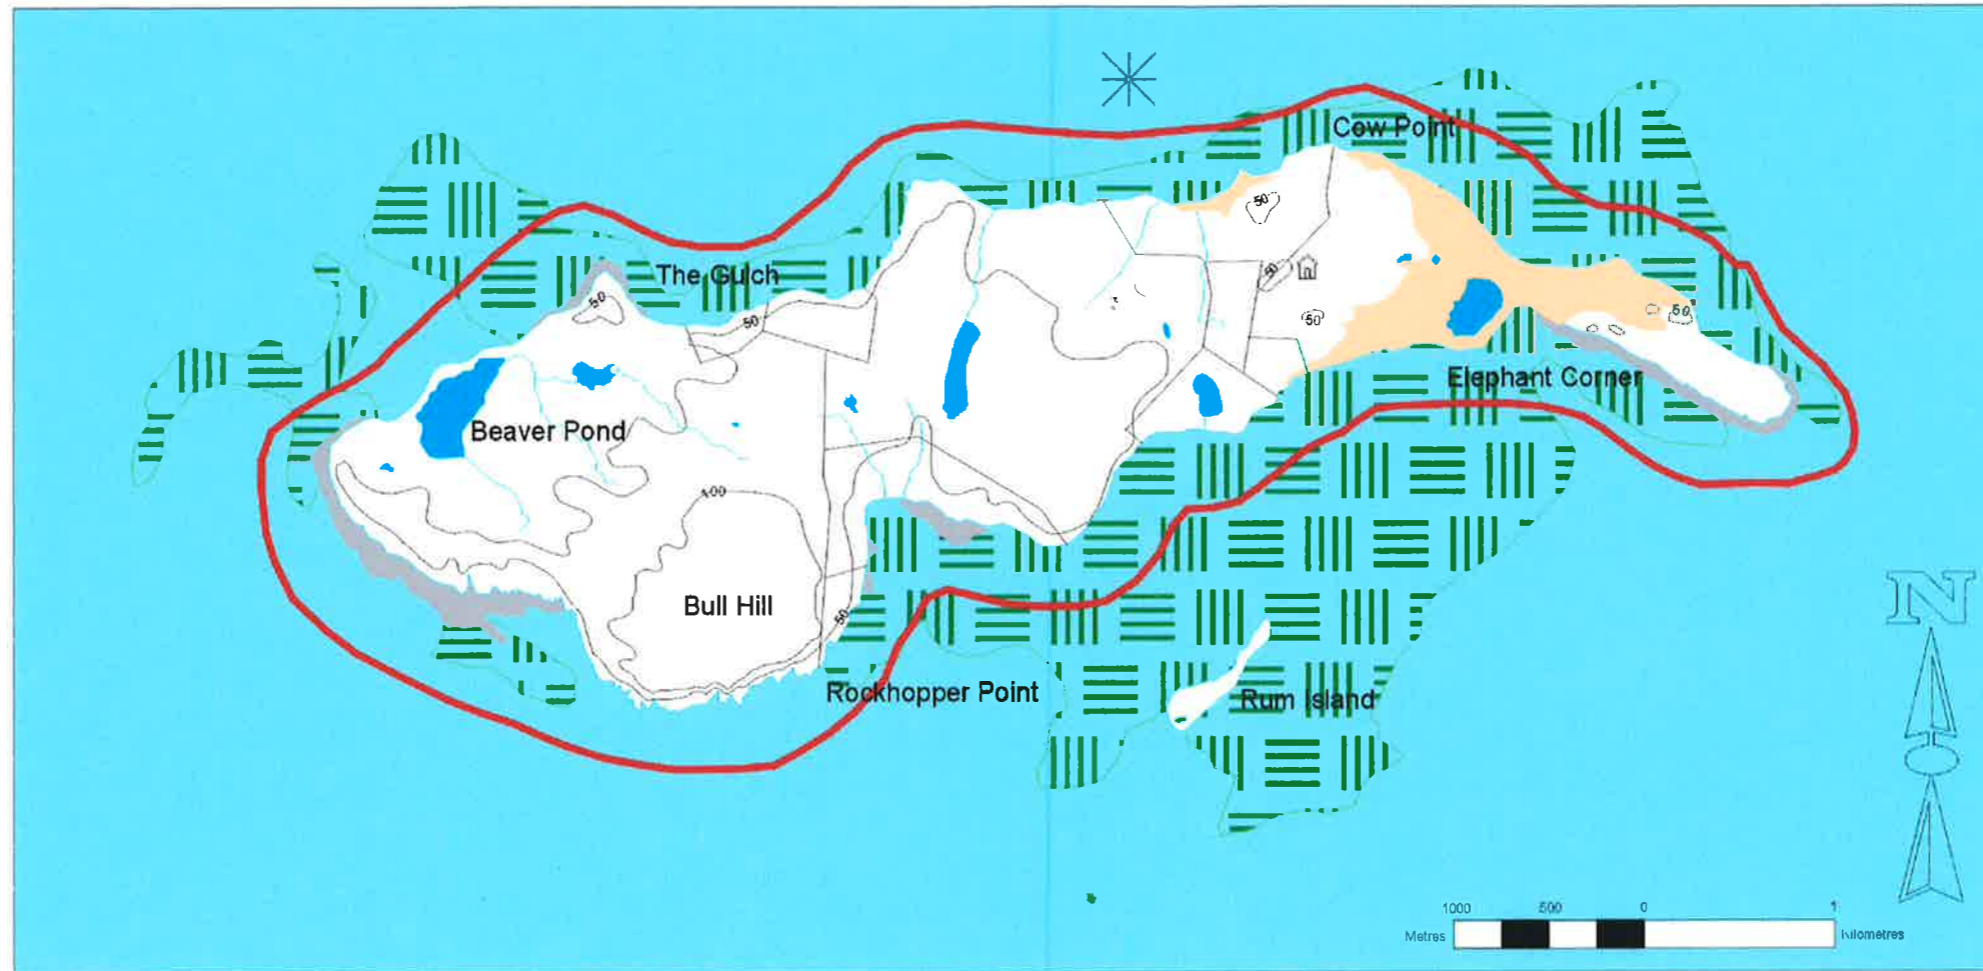 Cow Point
50
The Gulch
50
50
50
50
50
Elephant Corner
Beaver Pond
100
Bull Hill
50
Rockhopper Point
Rum Island
N
1000 500 0 1
Metres
Kilometres